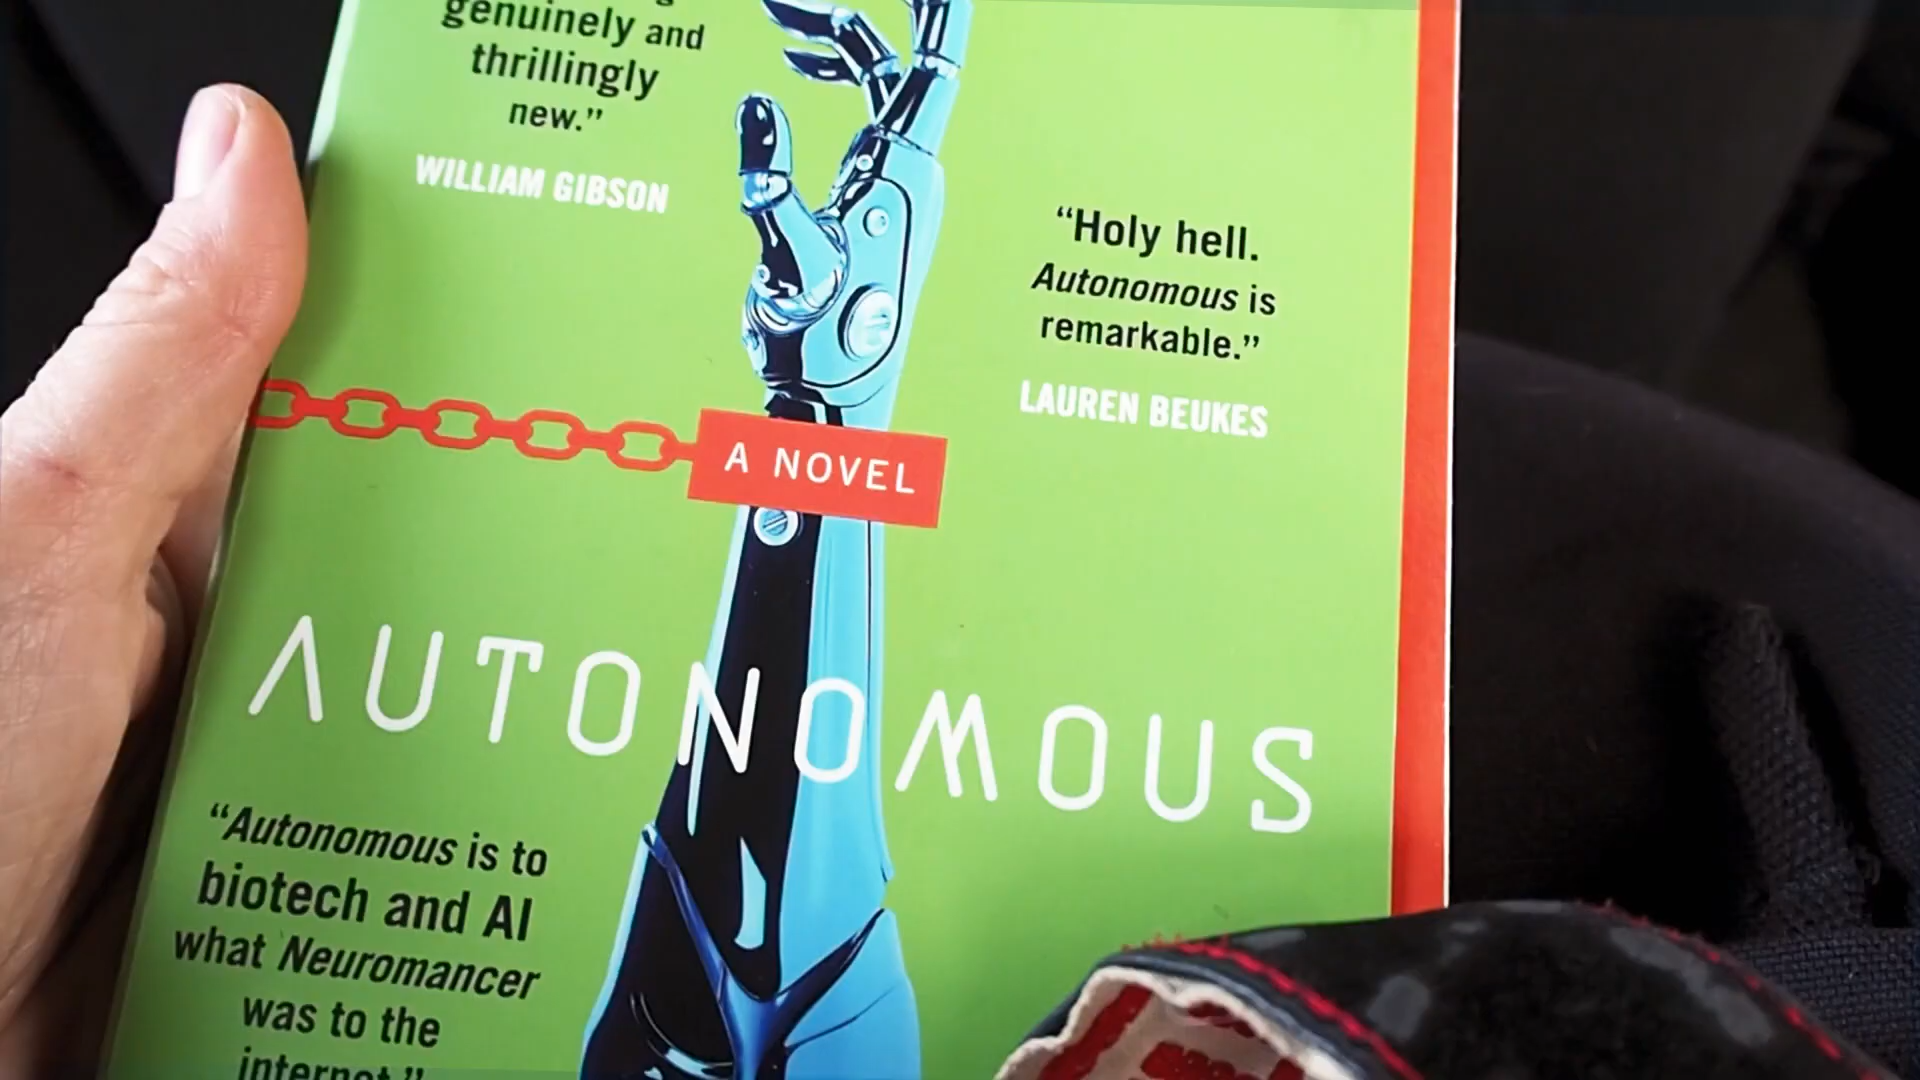 genuinely and
thrillingly
new.”
WILLIAM GIBSON
“Holy hell.
Autonomous is
remarkable.”
LAUREN BEUKES
A NOVEL
AUTONOMOUS
“Autonomous is to
biotech and AI
what Neuromancer
was to the
internet.”